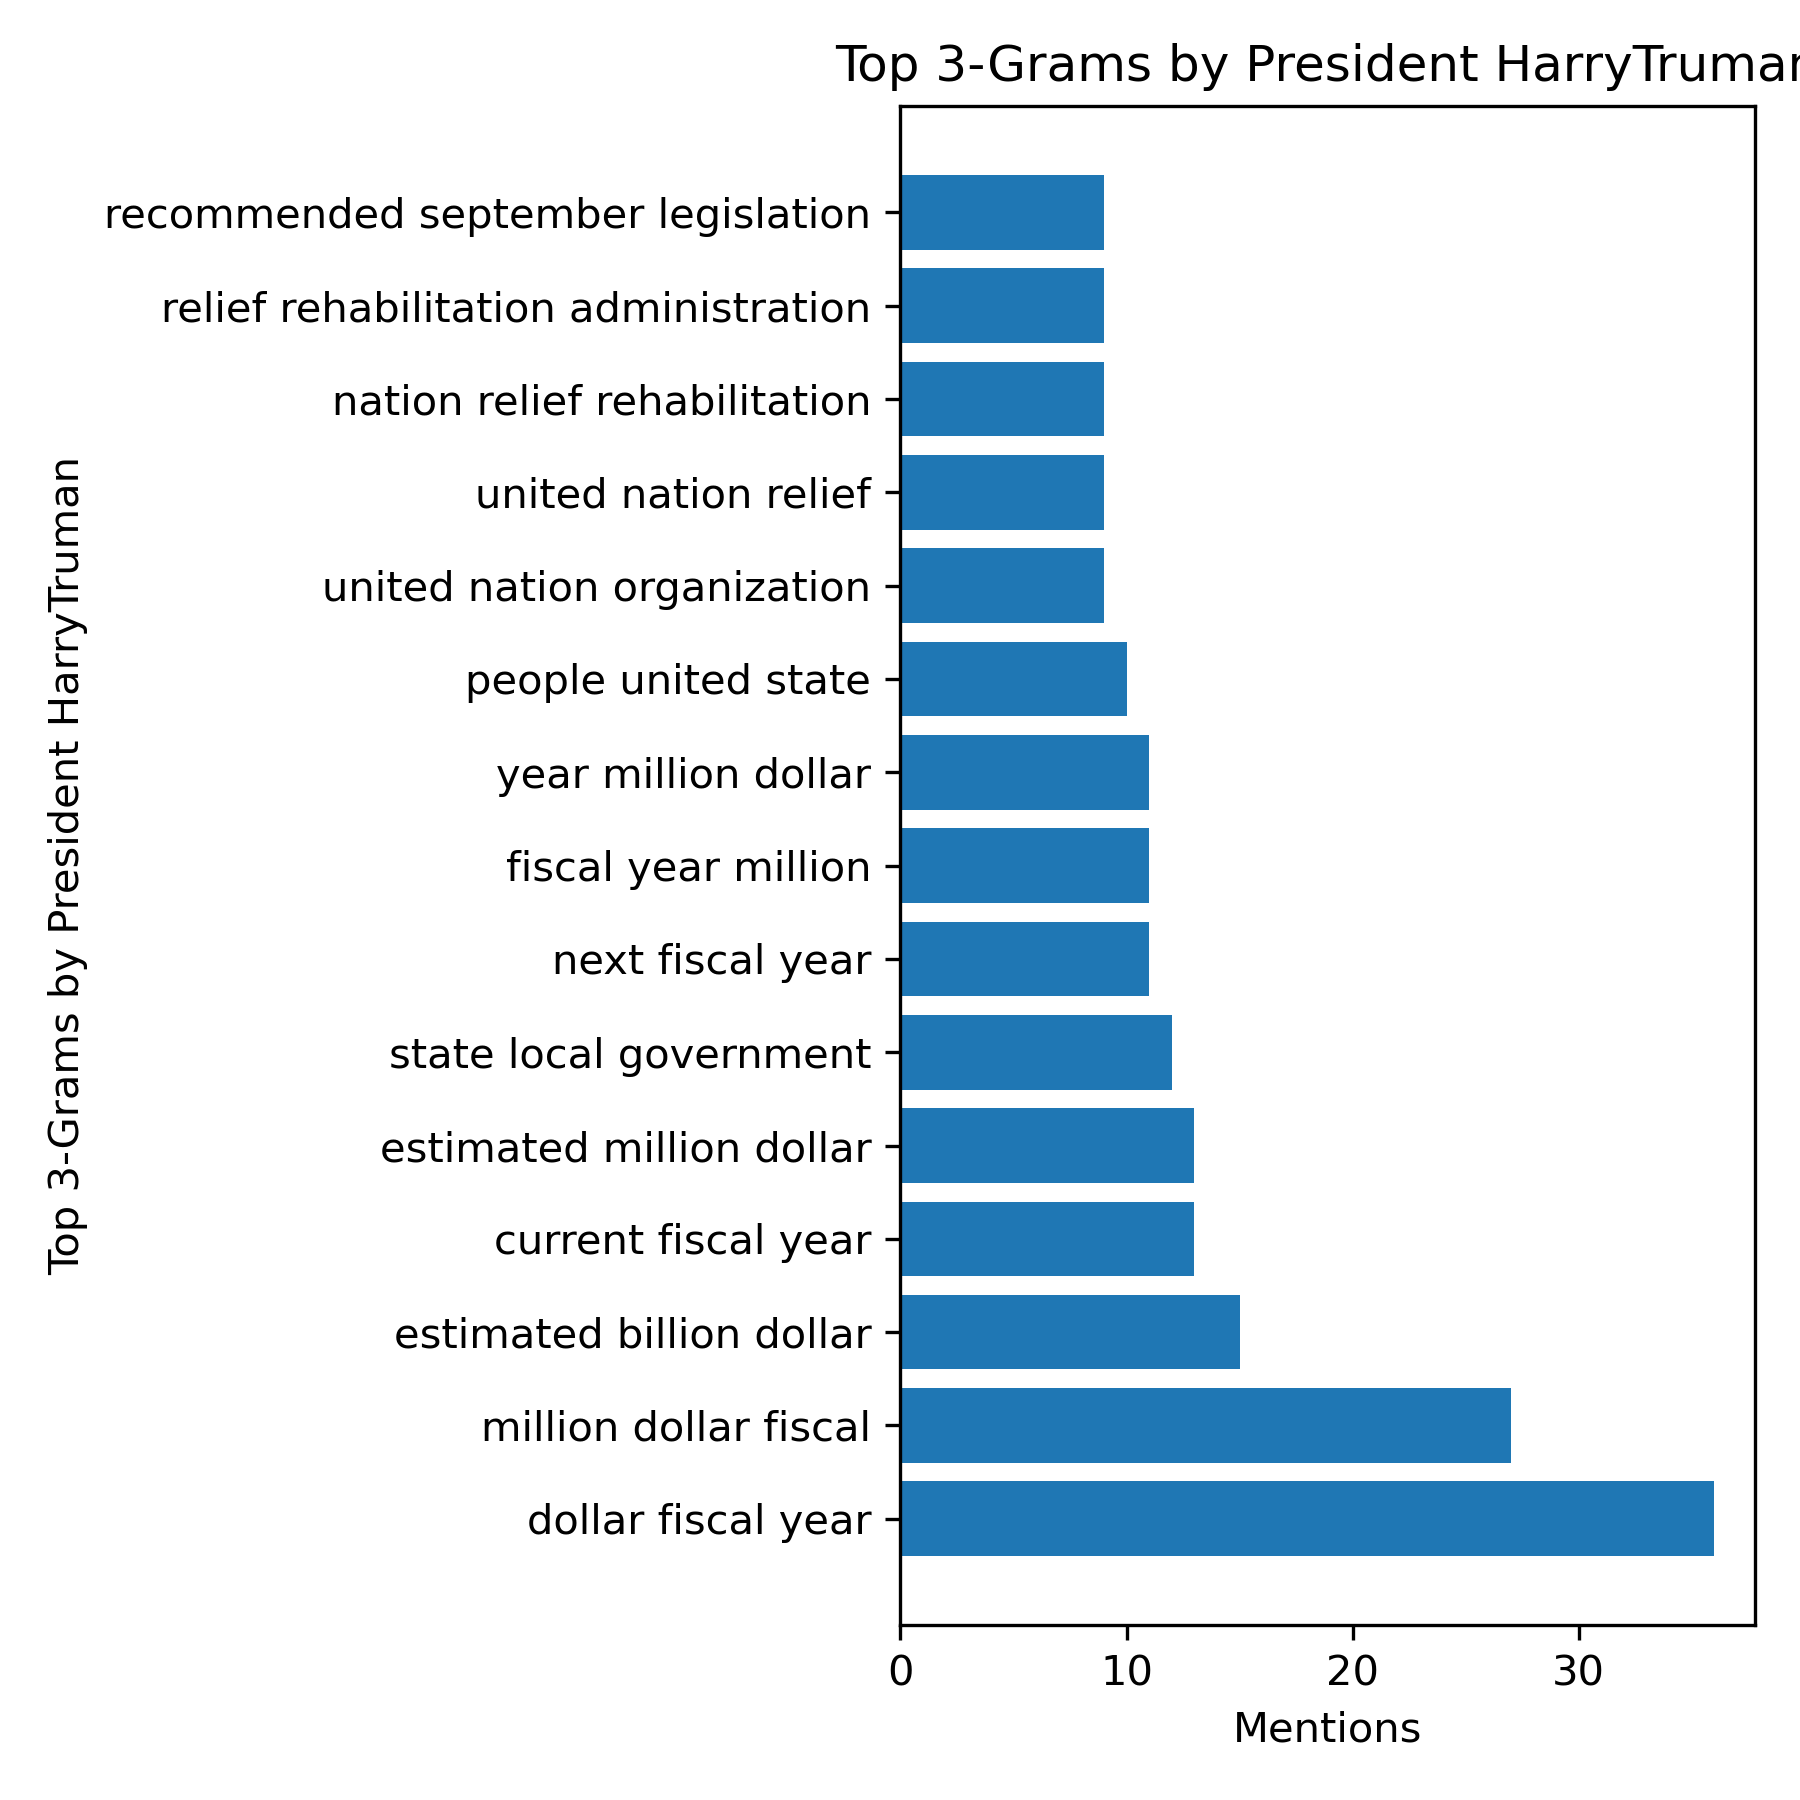 Top 3-Grams by President HarryTruman
Top 3-Grams by President HarryTruman
recommended september legislation
relief rehabilitation administration
nation relief rehabilitation
united nation relief
united nation organization
people united state
year million dollar
fiscal year million
next fiscal year
state local government
estimated million dollar
current fiscal year
estimated billion dollar
million dollar fiscal
dollar fiscal year
0 10 20 30
Mentions